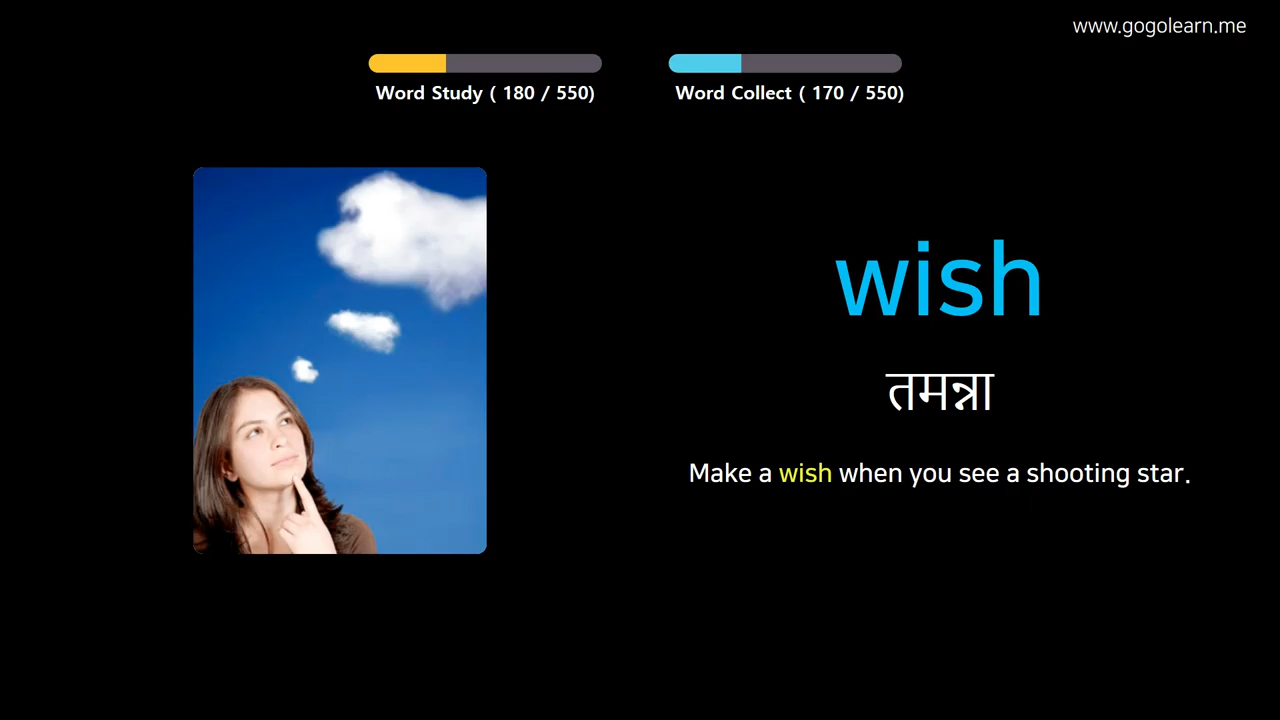 www.gogolearn.me
Word Study ( 180 / 550)
Word Collect ( 170 / 550)
wish
तमन्ना
Make a wish when you see a shooting star.